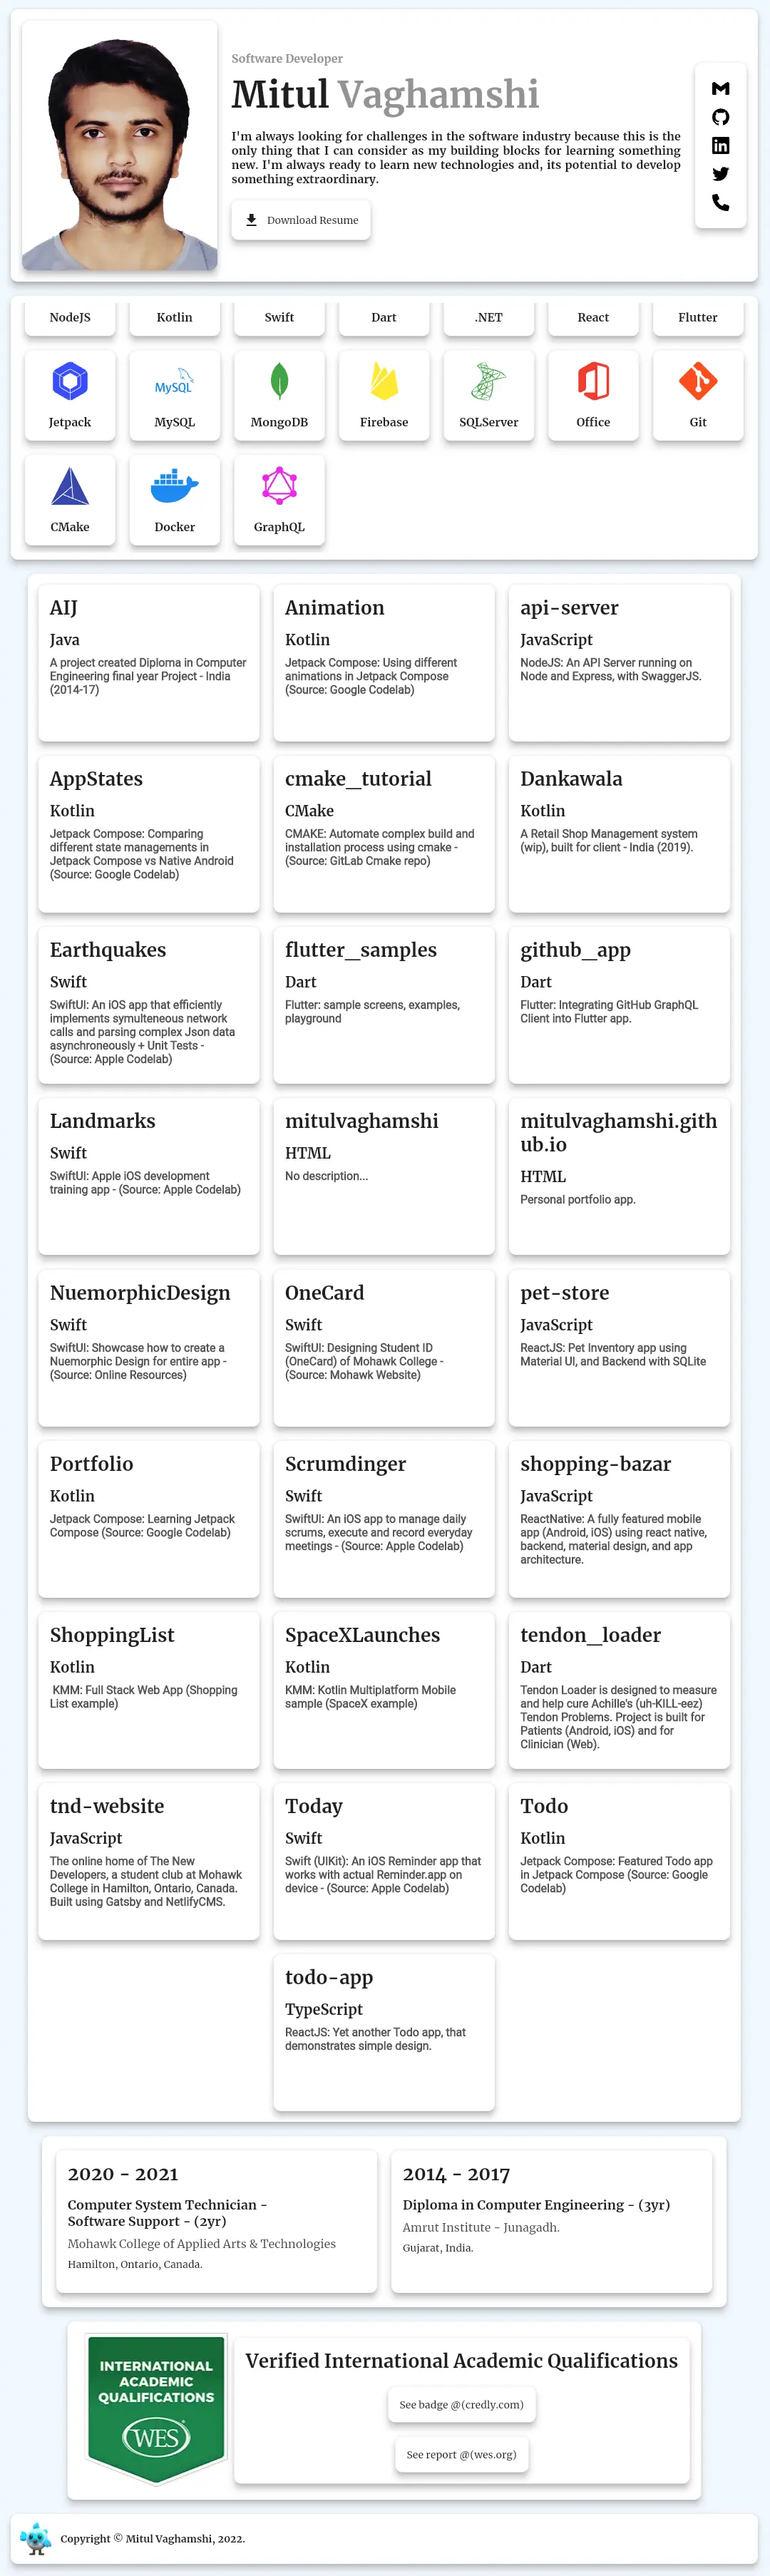 Software Developer
Mitul Vaghamshi
I'm always looking for challenges in the software industry because this is the
only thing that I can consider as my building blocks for learning something
new. I'm always ready to learn new technologies and, its potential to develop
something extraordinary.
Download Resume
NodeJS Kotlin Swift Dart .NET React Flutter
MySQL
Jetpack MySQL MongoDB Firebase SQLServer Office Git
CMake Docker GraphQL
AIJ
Java
A project created Diploma in Computer
Engineering final year Project - India
(2014-17)
Animation
Kotlin
Jetpack Compose: Using different
animations in Jetpack Compose
(Source: Google Codelab)
api-server
JavaScript
NodeJS: An API Server running on
Node and Express, with SwaggerJS.
AppStates
Kotlin
Jetpack Compose: Comparing
different state managements in
Jetpack Compose vs Native Android
(Source: Google Codelab)
cmake_tutorial
CMake
CMAKE: Automate complex build and
installation process using cmake -
(Source: GitLab Cmake repo)
Dankawala
Kotlin
A Retail Shop Management system
(wip), built for client - India (2019).
Earthquakes
Swift
SwiftUI: An iOS app that efficiently
implements symulteneous network
calls and parsing complex Json data
asynchroneously + Unit Tests -
(Source: Apple Codelab)
flutter_samples
Dart
Flutter: sample screens, examples,
playground
github_app
Dart
Flutter: Integrating GitHub GraphQL
Client into Flutter app.
Landmarks
Swift
SwiftUI: Apple iOS development
training app - (Source: Apple Codelab)
mitulvaghamshi
HTML
No description...
mitulvaghamshi.gith
ub.io
HTML
Personal portfolio app.
NuemorphicDesign
Swift
SwiftUI: Showcase how to create a
Nuemorphic Design for entire app -
(Source: Online Resources)
OneCard
Swift
SwiftUI: Designing Student ID
(OneCard) of Mohawk College -
(Source: Mohawk Website)
pet-store
JavaScript
ReactJS: Pet Inventory app using
Material UI, and Backend with SQLite
Portfolio
Kotlin
Jetpack Compose: Learning Jetpack
Compose (Source: Google Codelab)
Scrumdinger
Swift
SwiftUI: An iOS app to manage daily
scrums, execute and record everyday
meetings - (Source: Apple Codelab)
shopping-bazar
JavaScript
ReactNative: A fully featured mobile
app (Android, iOS) using react native,
backend, material design, and app
architecture.
ShoppingList
Kotlin
KMM: Full Stack Web App (Shopping
List example)
SpaceXLaunches
Kotlin
KMM: Kotlin Multiplatform Mobile
sample (SpaceX example)
tendon_loader
Dart
Tendon Loader is designed to measure
and help cure Achille's (uh-KILL-eez)
Tendon Problems. Project is built for
Patients (Android, iOS) and for
Clinician (Web).
tnd-website
JavaScript
The online home of The New
Developers, a student club at Mohawk
College in Hamilton, Ontario, Canada.
Built using Gatsby and NetlifyCMS.
Today
Swift
Swift (UIKit): An iOS Reminder app that
works with actual Reminder.app on
device - (Source: Apple Codelab)
Todo
Kotlin
Jetpack Compose: Featured Todo app
in Jetpack Compose (Source: Google
Codelab)
todo-app
TypeScript
ReactJS: Yet another Todo app, that
demonstrates simple design.
2020 - 2021
Computer System Technician -
Software Support - (2yr)
Mohawk College of Applied Arts & Technologies
Hamilton, Ontario, Canada.
2014 - 2017
Diploma in Computer Engineering - (3yr)
Amrut Institute - Junagadh.
Gujarat, India.
INTERNATIONAL
ACADEMIC
QUALIFICATIONS
WES
Verified International Academic Qualifications
See badge @(credly.com)
See report @(wes.org)
Copyright © Mitul Vaghamshi, 2022.